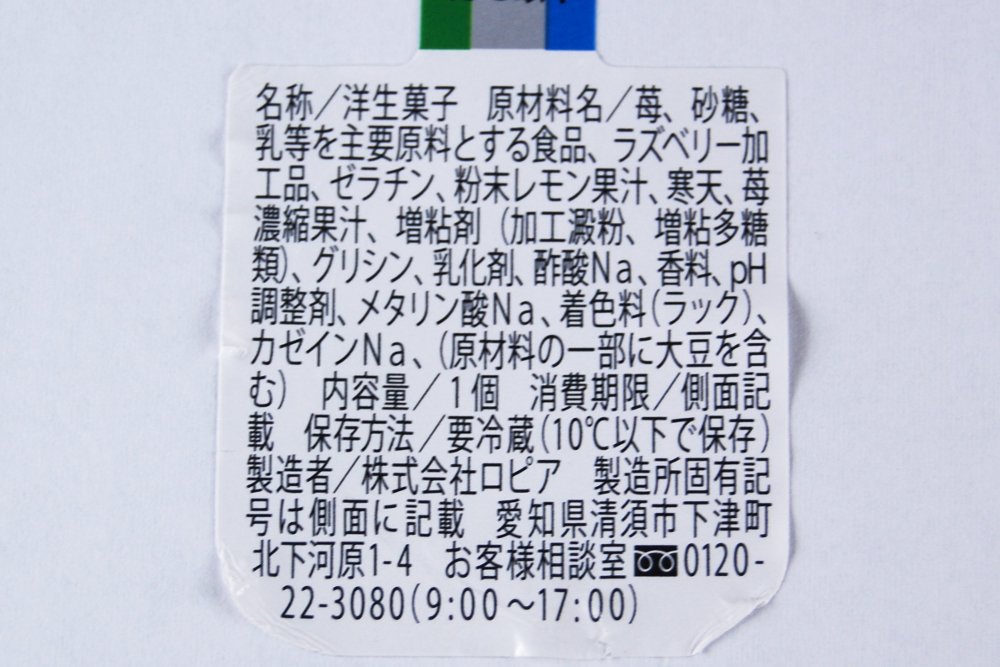 名称／洋生菓子　原材料名／苺、砂糖、
乳等を主要原料とする食品、ラズベリー加
工品、ゼラチン、粉末レモン果汁、寒天、苺
濃縮果汁、増粘剤（加工澱粉、増粘多糖
類）、グリシン、乳化剤、酢酸Na、香料、pH
調整剤、メタリン酸Na、着色料（ラック）、
カゼインNa、（原材料の一部に大豆を含
む）　内容量／1個　消費期限／側面記
載　保存方法／要冷蔵（10℃以下で保存）
製造者／株式会社ロピア　製造所固有記
号は側面に記載　愛知県清須市下津町
北下河原1-4　お客様相談室 0120-
22-3080（9:00～17:00）